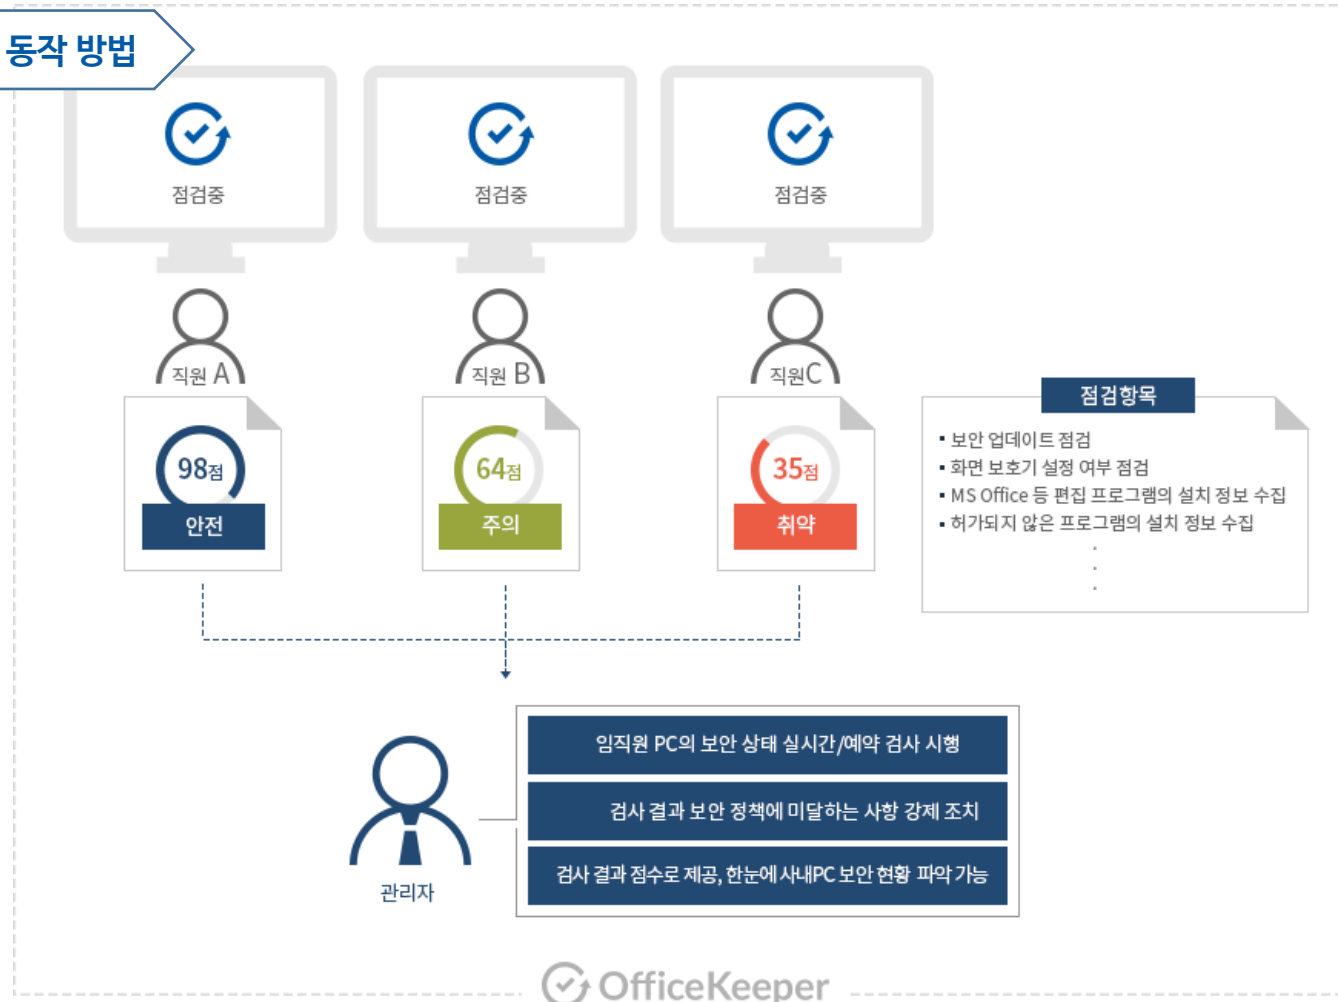 동작 방법
점검중
점검중
점검중
직원 A
직원 B
직원C
98점
안전
64점
주의
35점
취약
점검항목
▪ 보안 업데이트 점검
▪ 화면 보호기 설정 여부 점검
▪ MS Office 등 편집 프로그램의 설치 정보 수집
▪ 허가되지 않은 프로그램의 설치 정보 수집
.
.
.
임직원 PC의 보안 상태 실시간/예약 검사 시행
검사 결과 보안 정책에 미달하는 사항 강제 조치
검사 결과 점수로 제공, 한눈에 사내PC 보안 현황 파악 가능
관리자
OfficeKeeper